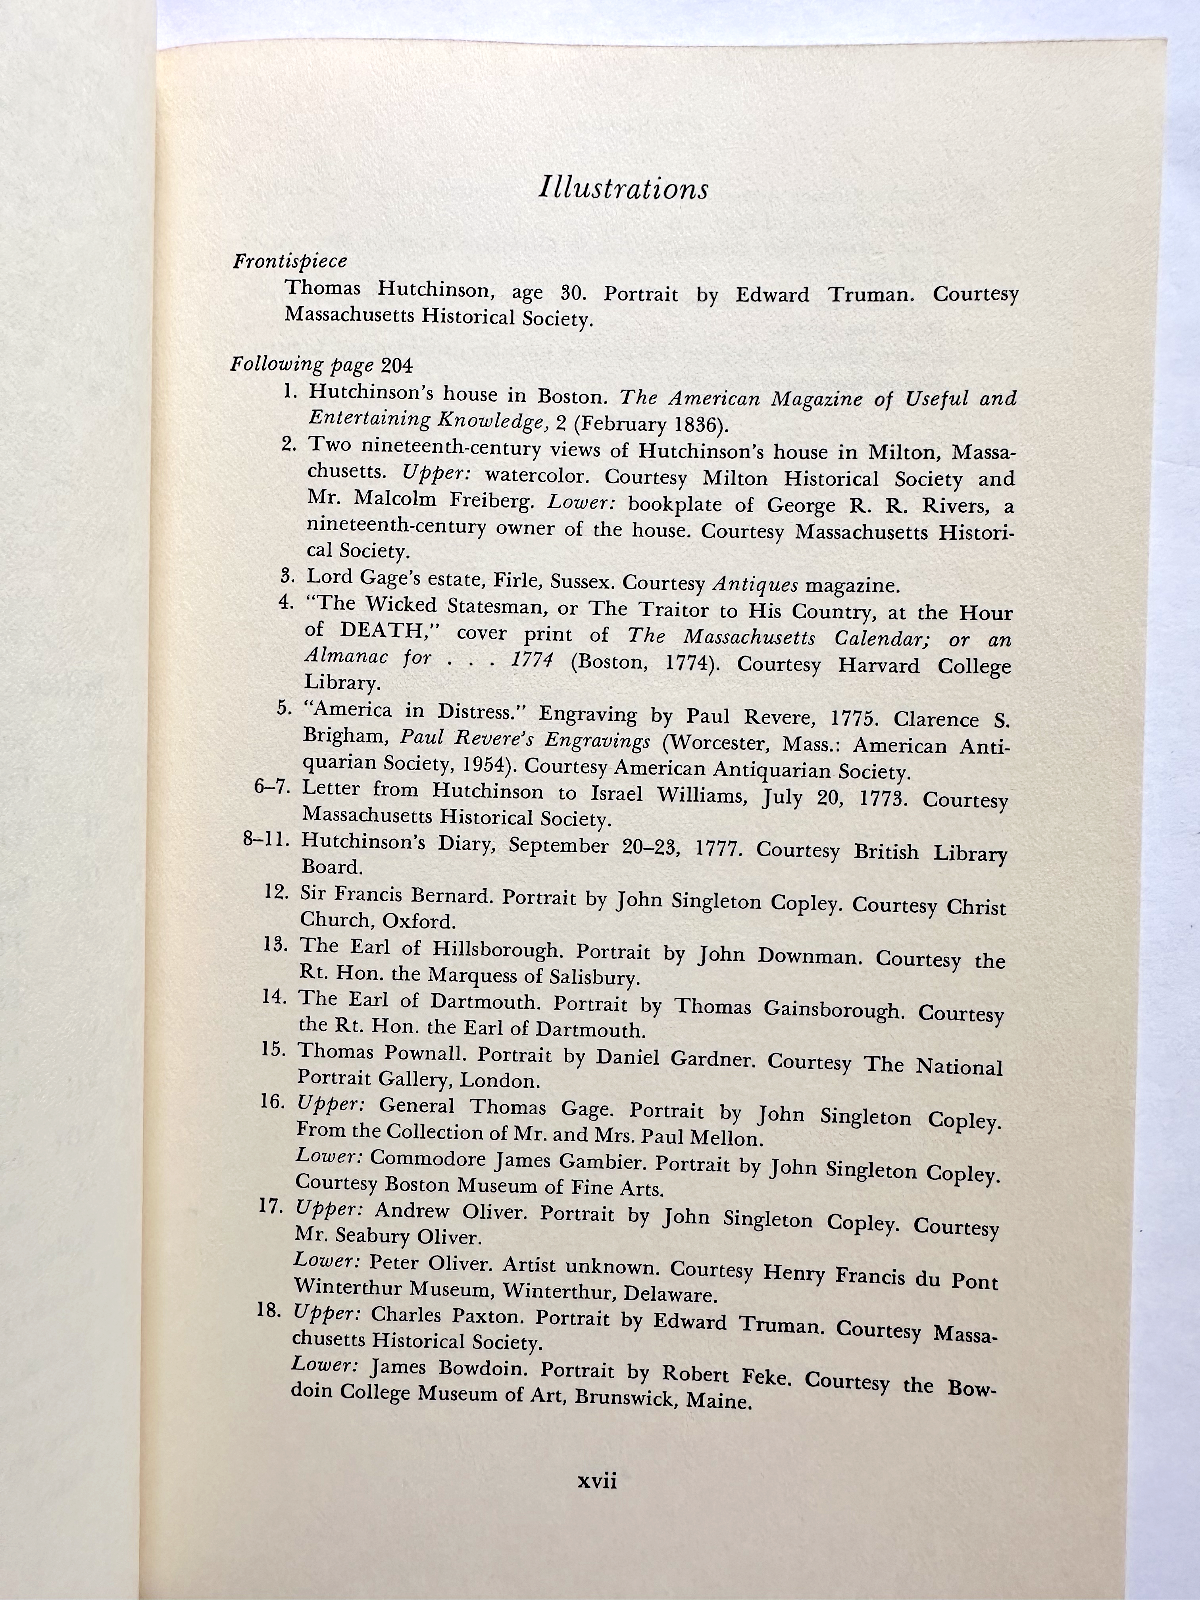 Illustrations
Frontispiece
Thomas Hutchinson, age 30. Portrait by Edward Truman. Courtesy
Massachusetts Historical Society.
Following page 204
1. Hutchinson's house in Boston. The American Magazine of Useful and
Entertaining Knowledge, 2 (February 1836).
2. Two nineteenth-century views of Hutchinson's house in Milton, Massa-
chusetts. Upper: watercolor. Courtesy Milton Historical Society and
Mr. Malcolm Freiberg. Lower: bookplate of George R. R. Rivers, a
nineteenth-century owner of the house. Courtesy Massachusetts Histori-
cal Society.
3. Lord Gage's estate, Firle, Sussex. Courtesy Antiques magazine.
4. “The Wicked Statesman, or The Traitor to His Country, at the Hour
of DEATH,” cover print of The Massachusetts Calendar; or an
Almanac for . . . 1774 (Boston, 1774). Courtesy Harvard College
Library.
5. “America in Distress.” Engraving by Paul Revere, 1775. Clarence S.
Brigham, Paul Revere's Engravings (Worcester, Mass.: American Anti-
quarian Society, 1954). Courtesy American Antiquarian Society.
6–7. Letter from Hutchinson to Israel Williams, July 20, 1773. Courtesy
Massachusetts Historical Society.
8–11. Hutchinson's Diary, September 20–23, 1777. Courtesy British Library
Board.
12. Sir Francis Bernard. Portrait by John Singleton Copley. Courtesy Christ
Church, Oxford.
13. The Earl of Hillsborough. Portrait by John Downman. Courtesy the
Rt. Hon. the Marquess of Salisbury.
14. The Earl of Dartmouth. Portrait by Thomas Gainsborough. Courtesy
the Rt. Hon. the Earl of Dartmouth.
15. Thomas Pownall. Portrait by Daniel Gardner. Courtesy The National
Portrait Gallery, London.
16. Upper: General Thomas Gage. Portrait by John Singleton Copley.
From the Collection of Mr. and Mrs. Paul Mellon.
Lower: Commodore James Gambier. Portrait by John Singleton Copley.
Courtesy Boston Museum of Fine Arts.
17. Upper: Andrew Oliver. Portrait by John Singleton Copley. Courtesy
Mr. Seabury Oliver.
Lower: Peter Oliver. Artist unknown. Courtesy Henry Francis du Pont
Winterthur Museum, Winterthur, Delaware.
18. Upper: Charles Paxton. Portrait by Edward Truman. Courtesy Massa-
chusetts Historical Society.
Lower: James Bowdoin. Portrait by Robert Feke. Courtesy the Bow-
doin College Museum of Art, Brunswick, Maine.
xvii